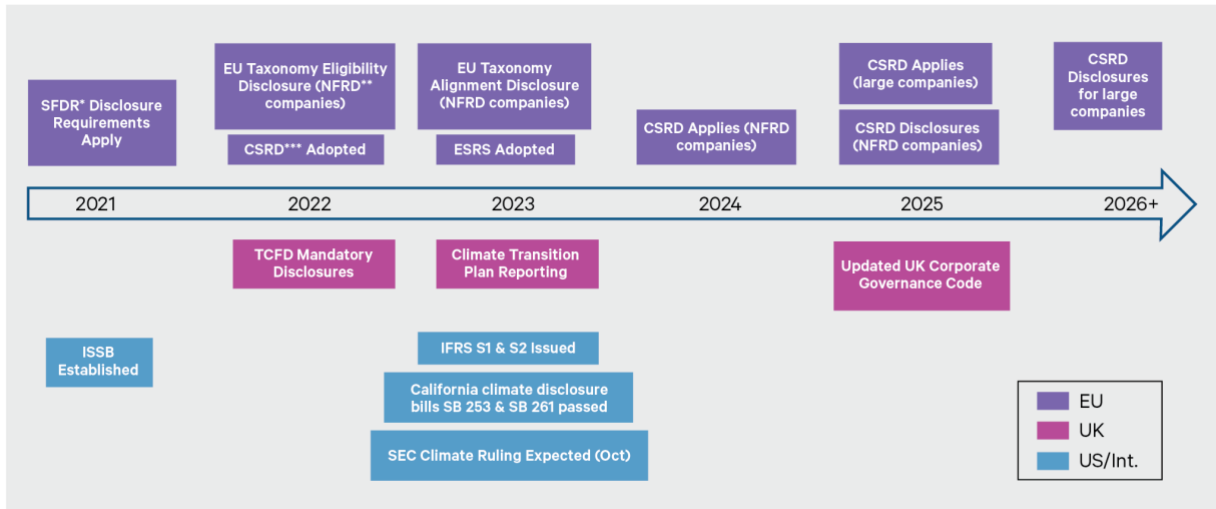 SFDR* Disclosure
Requirements
Apply
EU Taxonomy Eligibility
Disclosure (NFRD**
companies)
CSRD*** Adopted
EU Taxonomy
Alignment Disclosure
(NFRD companies)
ESRS Adopted
CSRD Applies (NFRD
companies)
CSRD Applies
(large companies)
CSRD Disclosures
(NFRD companies)
CSRD
Disclosures
for large
companies
2021
2022
2023
2024
2025
2026+
TCFD Mandatory
Disclosures
Climate Transition
Plan Reporting
Updated UK Corporate
Governance Code
ISSB
Established
IFRS S1 & S2 Issued
California climate disclosure
bills SB 253 & SB 261 passed
SEC Climate Ruling Expected (Oct)
EU
UK
US/Int.